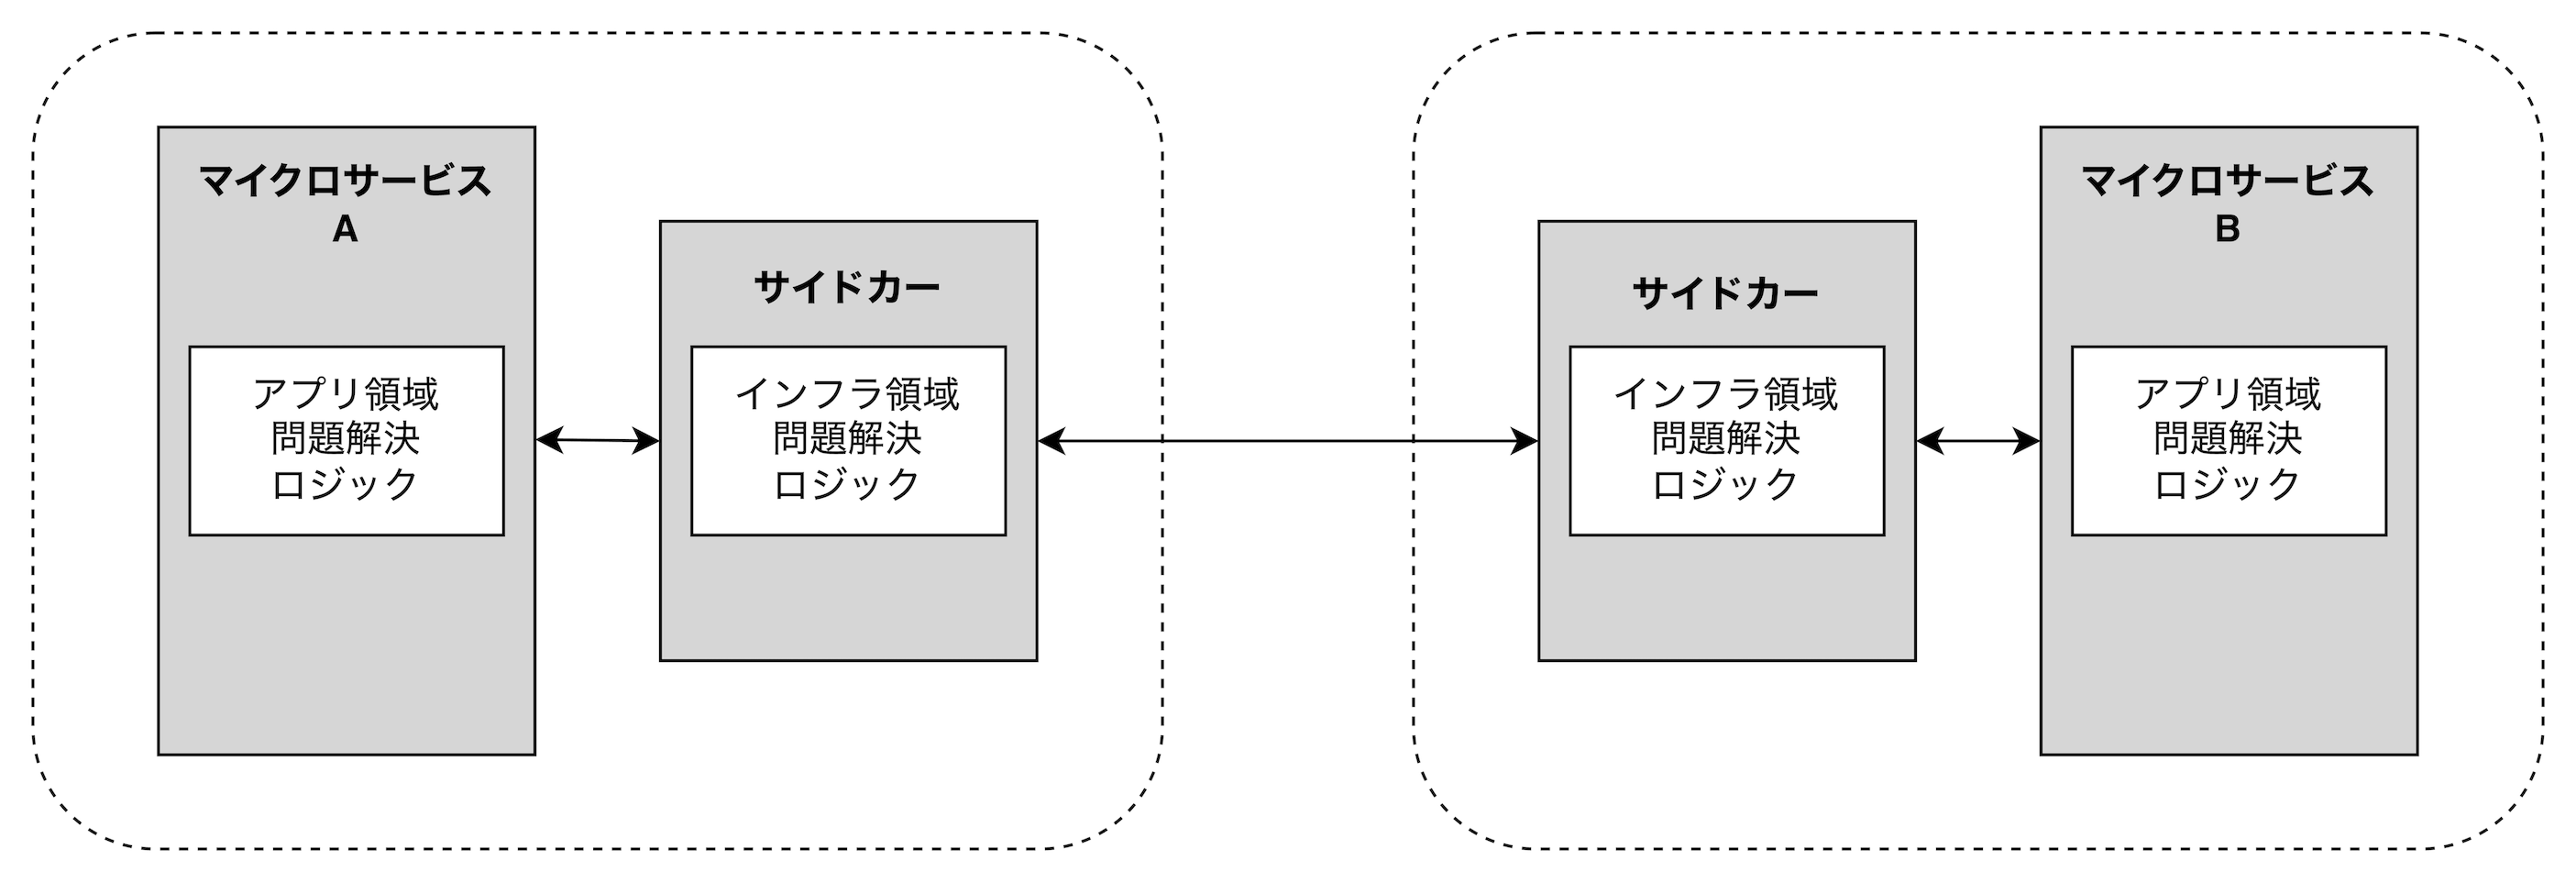 マイクロサービス
A
アプリ領域
問題解決
ロジック
サイドカー
インフラ領域
問題解決
ロジック
サイドカー
インフラ領域
問題解決
ロジック
マイクロサービス
B
アプリ領域
問題解決
ロジック